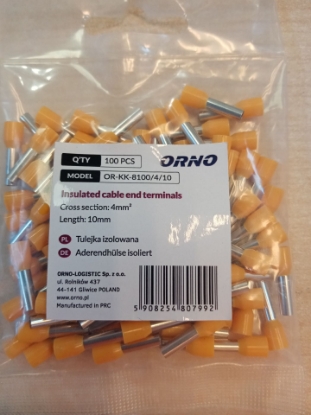 Q'TY 100 PCS ORNO
MODEL OR-KK-8100/4/10
Insulated cable end terminals
Cross section: 4mm²
Length: 10mm
PL Tulejka izolowana
DE Aderendhülse isoliert
ORNO-LOGISTIC Sp. z o.o.
ul. Rolników 437
44-141 Gliwice POLAND
www.orno.pl
Manufactured in PRC
5 908254 807992